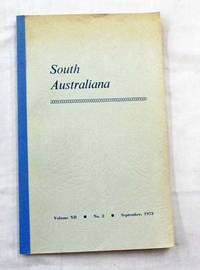 South
Australiana
Volume XII ■ No. 2 ● September, 1973